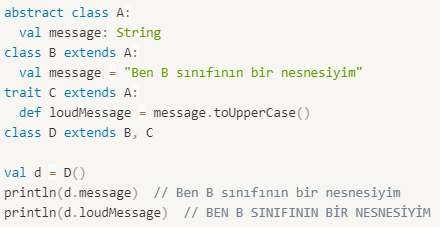 abstract class A:
  val message: String
class B extends A:
  val message = "Ben B sınıfının bir nesnesiyim"
trait C extends A:
  def loudMessage = message.toUpperCase()
class D extends B, C

val d = D()
println(d.message)  // Ben B sınıfının bir nesnesiyim
println(d.loudMessage)  // BEN B SINIFININ BİR NESNESİYİM